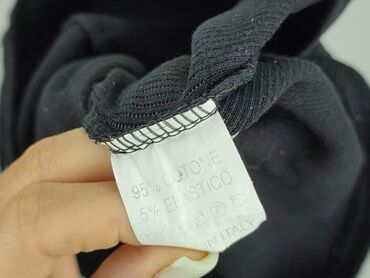 95% COTONE
5% ELASTICO
IN ITALY